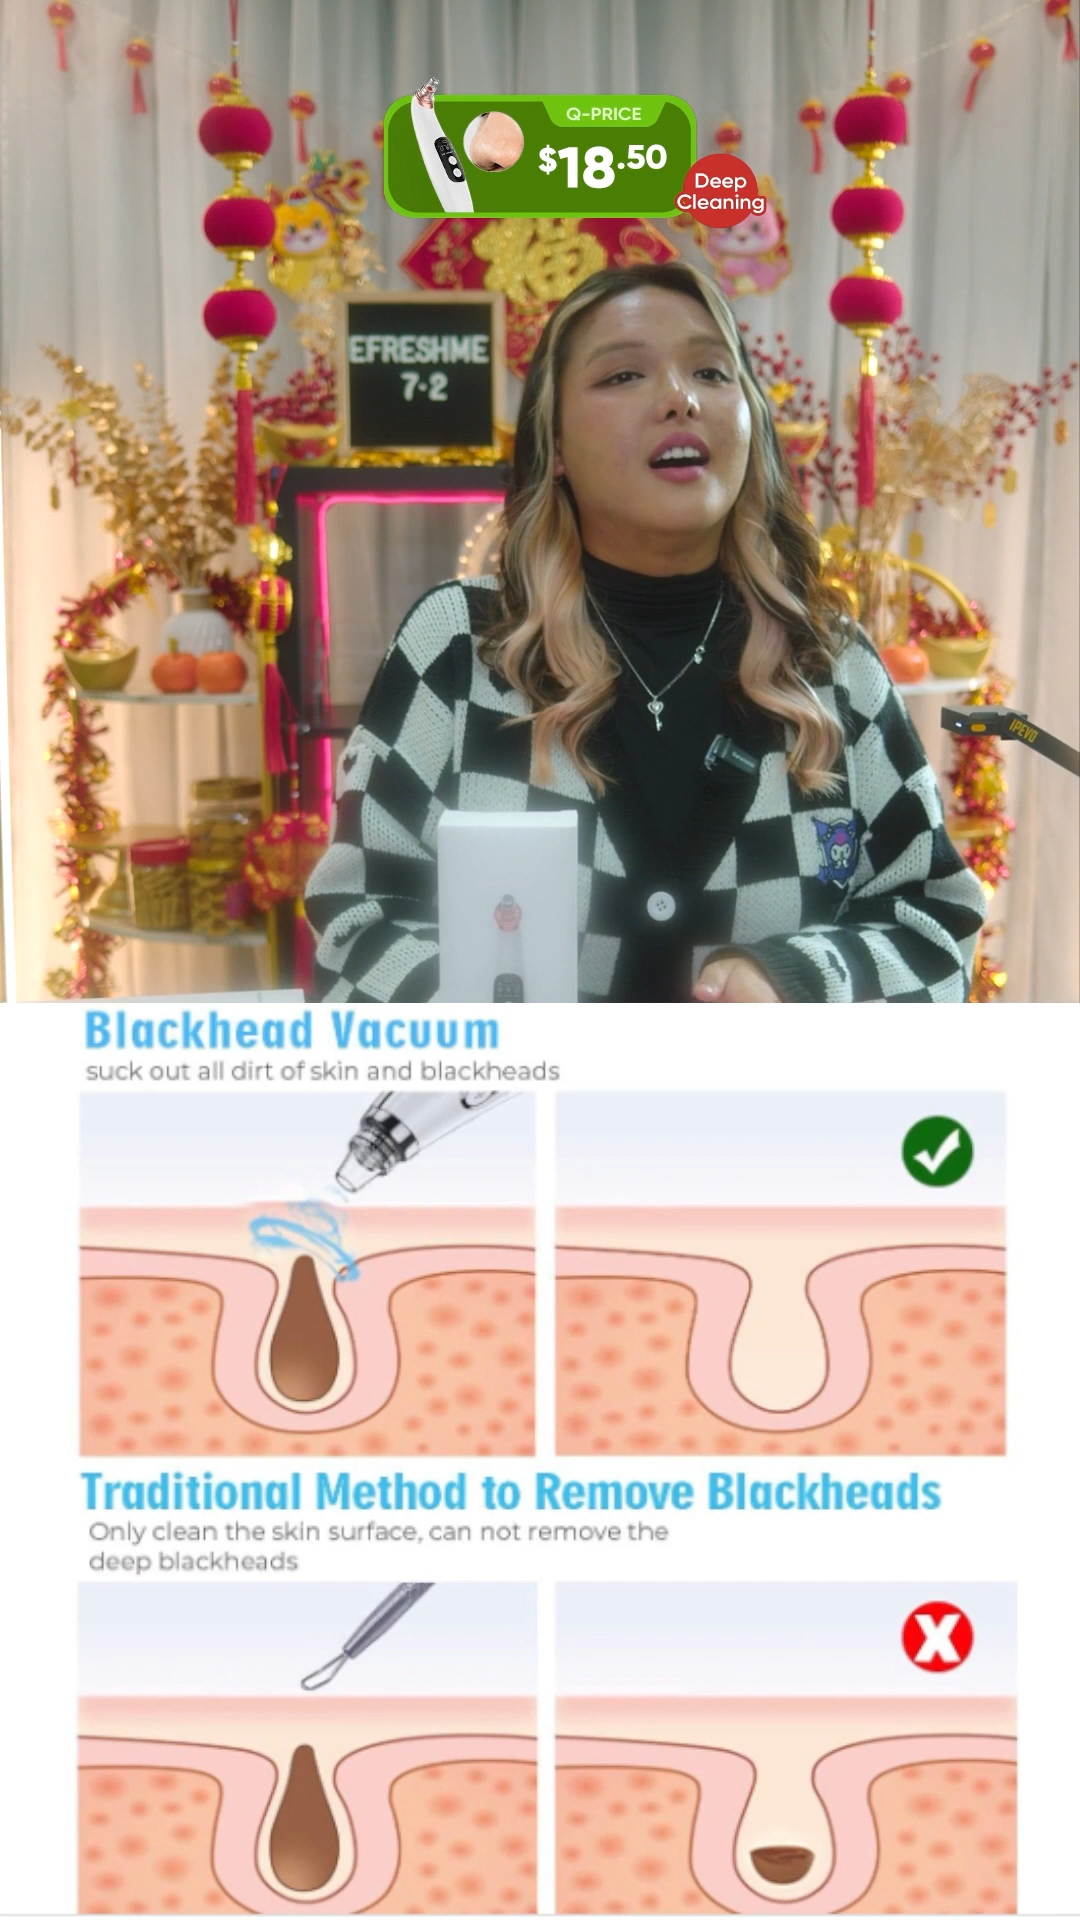 Q-PRICE
$18.50
Deep
Cleaning
福
EFRESHME
7·2
IPEVO
Blackhead Vacuum
suck out all dirt of skin and blackheads
Traditional Method to Remove Blackheads
Only clean the skin surface, can not remove the
deep blackheads